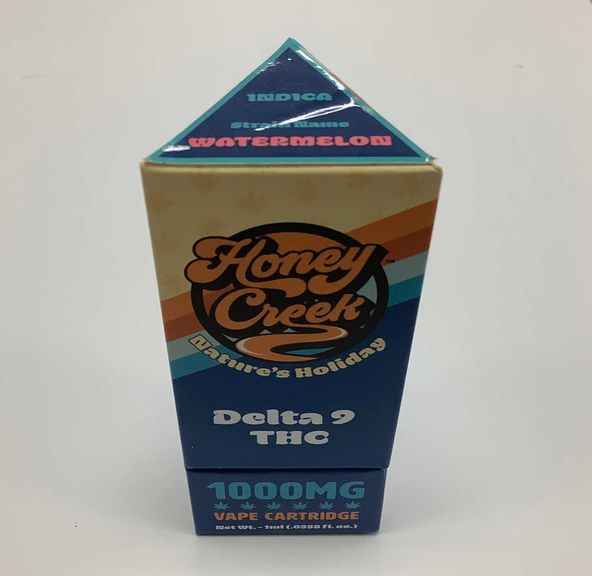 INDICA
Strain Name
WATERMELON
Honey
Creek
™
Nature's Holiday
Delta 9
THC
1000MG
VAPE CARTRIDGE
Net Wt. - 1ml (.0338 fl. oz.)